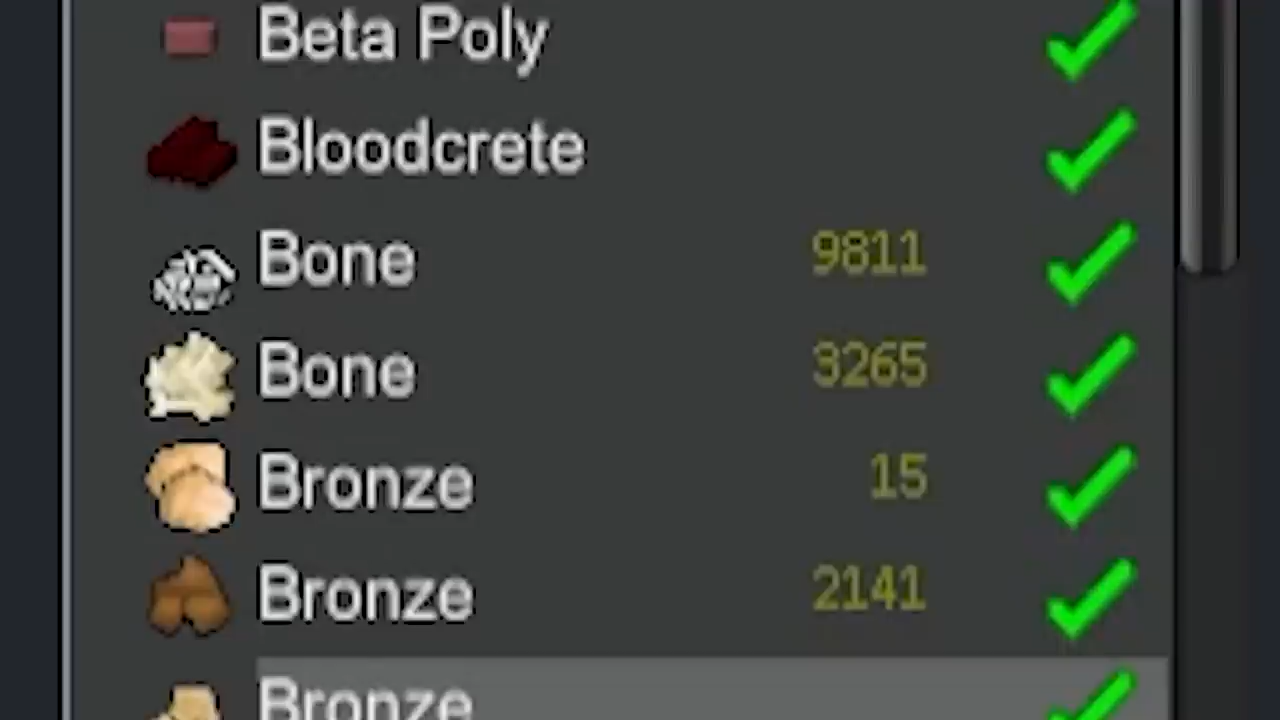 Beta Poly
Bloodcrete
Bone 9811
Bone 3265
Bronze 15
Bronze 2141
Bronze